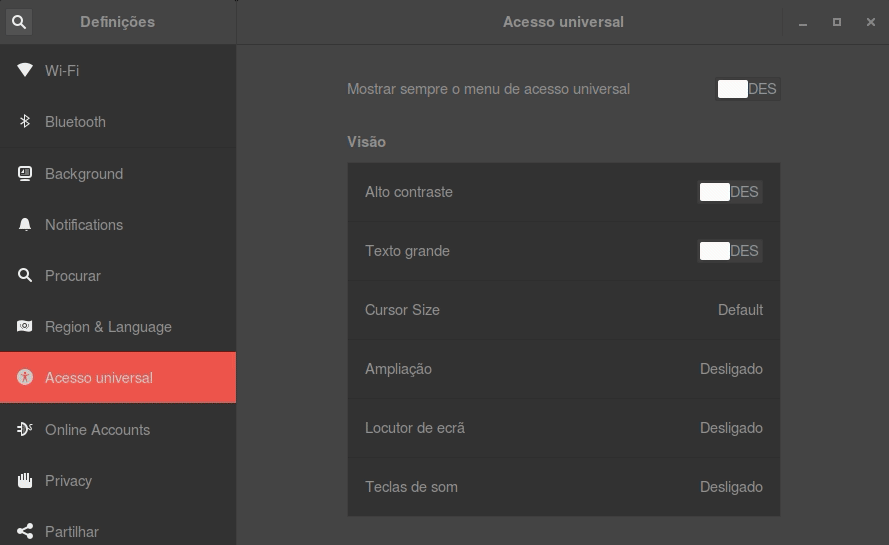 Definições
Acesso universal
Wi-Fi
Bluetooth
Background
Notifications
Procurar
Region & Language
Acesso universal
Online Accounts
Privacy
Partilhar
Mostrar sempre o menu de acesso universal DES
Visão
Alto contraste DES
Texto grande DES
Cursor Size Default
Ampliação Desligado
Locutor de ecrã Desligado
Teclas de som Desligado